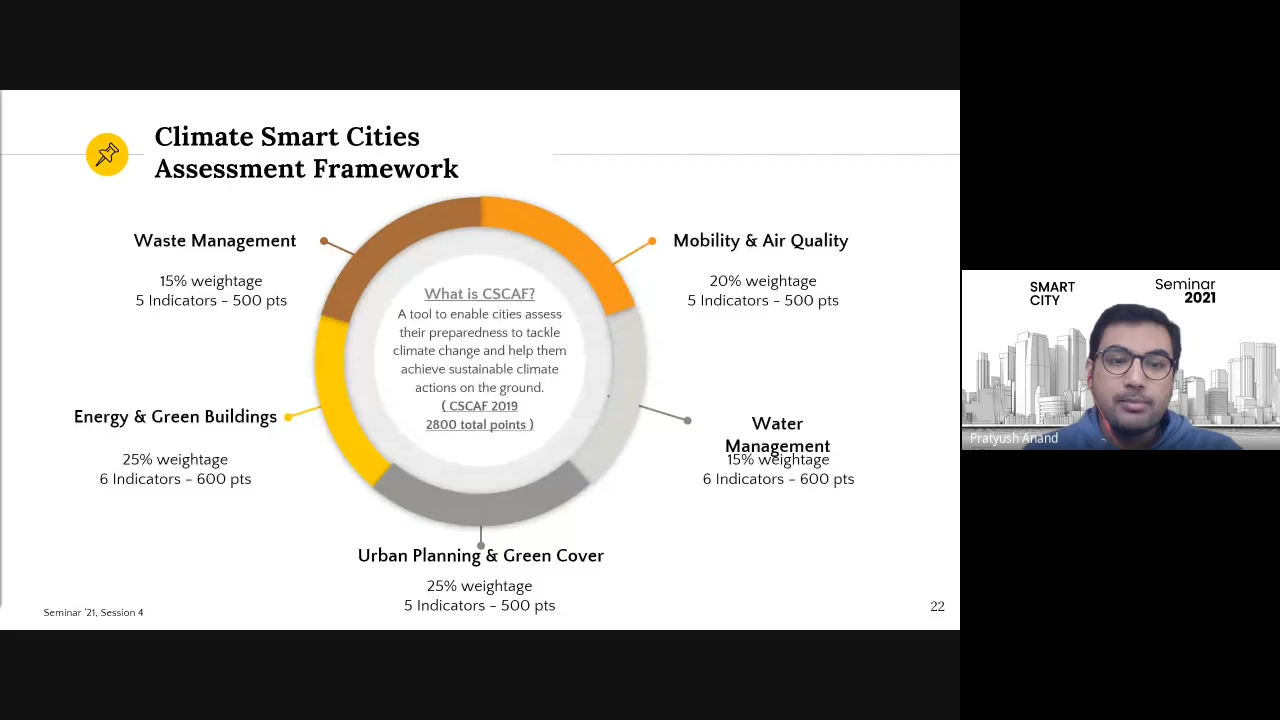 Climate Smart Cities
Assessment Framework
Waste Management
15% weightage
5 Indicators - 500 pts
Mobility & Air Quality
20% weightage
5 Indicators - 500 pts
What is CSCAF?
A tool to enable cities assess
their preparedness to tackle
climate change and help them
achieve sustainable climate
actions on the ground.
( CSCAF 2019
2800 total points )
Energy & Green Buildings
25% weightage
6 Indicators - 600 pts
Water
Management
15% weightage
6 Indicators - 600 pts
Urban Planning & Green Cover
25% weightage
5 Indicators - 500 pts
Seminar '21, Session 4
22
SMART
CITY
Seminar
2021
Pratyush Anand